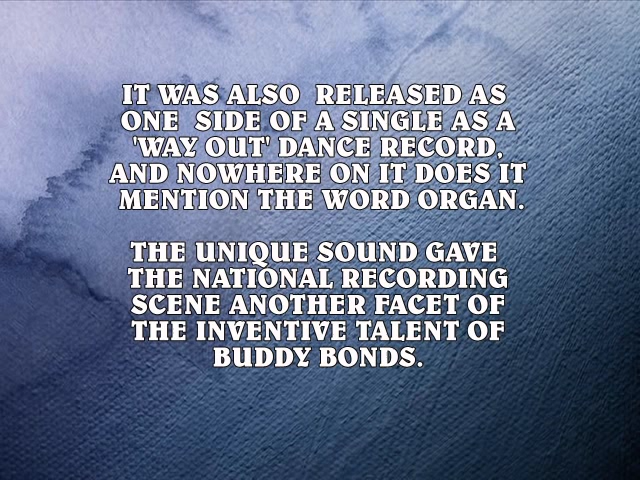 IT WAS ALSO  RELEASED AS
ONE  SIDE OF A SINGLE AS A
'WAY OUT' DANCE RECORD,
AND NOWHERE ON IT DOES IT
MENTION THE WORD ORGAN.
THE UNIQUE SOUND GAVE
THE NATIONAL RECORDING
SCENE ANOTHER FACET OF
THE INVENTIVE TALENT OF
BUDDY BONDS.